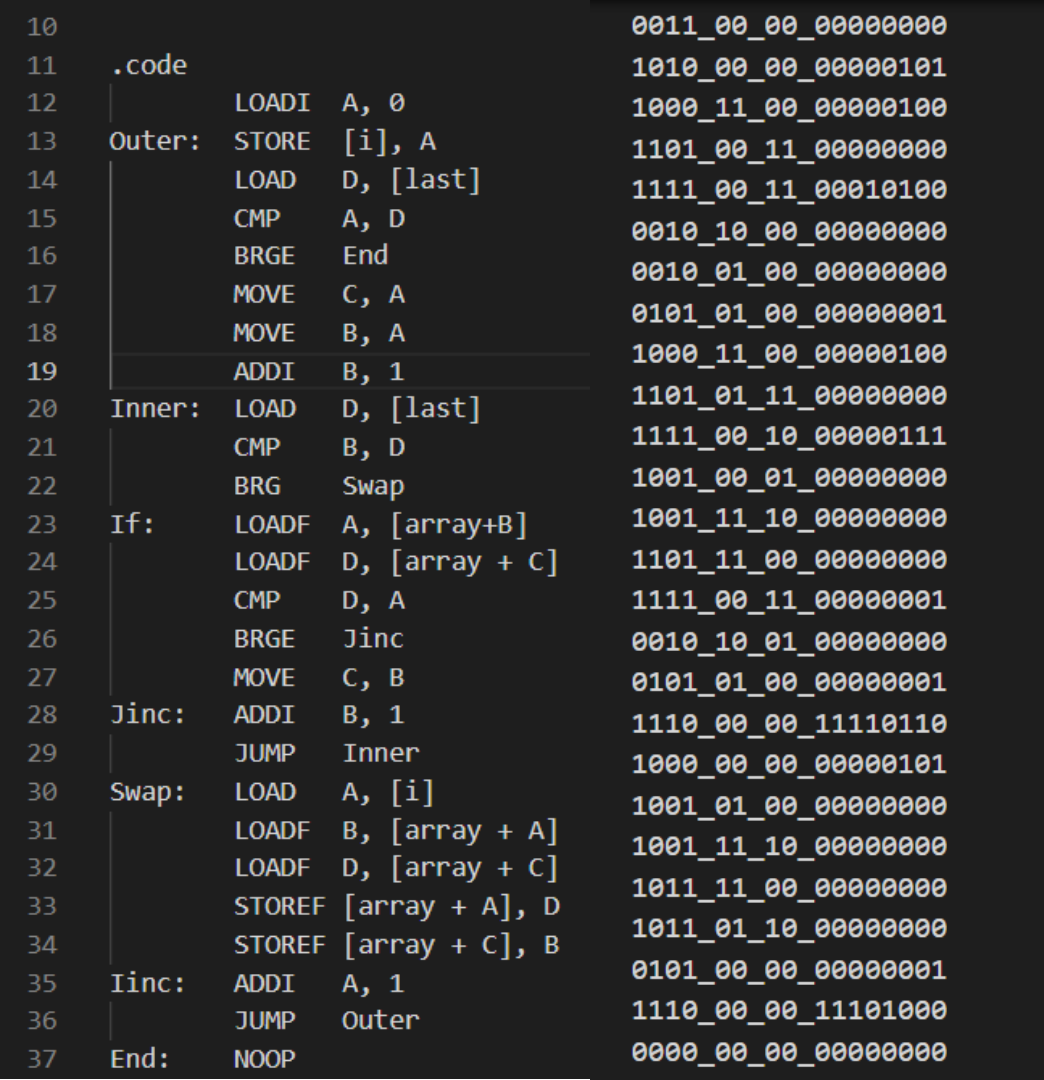 10
11 .code
12 LOADI A, 0
13 Outer: STORE [i], A
14 LOAD D, [last]
15 CMP A, D
16 BRGE End
17 MOVE C, A
18 MOVE B, A
19 ADDI B, 1
20 Inner: LOAD D, [last]
21 CMP B, D
22 BRG Swap
23 If: LOADF A, [array+B]
24 LOADF D, [array + C]
25 CMP D, A
26 BRGE Jinc
27 MOVE C, B
28 Jinc: ADDI B, 1
29 JUMP Inner
30 Swap: LOAD A, [i]
31 LOADF B, [array + A]
32 LOADF D, [array + C]
33 STOREF [array + A], D
34 STOREF [array + C], B
35 Iinc: ADDI A, 1
36 JUMP Outer
37 End: NOOP
0011_00_00_00000000
1010_00_00_00000101
1000_11_00_00000100
1101_00_11_00000000
1111_00_11_00010100
0010_10_00_00000000
0010_01_00_00000000
0101_01_00_00000001
1000_11_00_00000100
1101_01_11_00000000
1111_00_10_00000111
1001_00_01_00000000
1001_11_10_00000000
1101_11_00_00000000
1111_00_11_00000001
0010_10_01_00000000
0101_01_00_00000001
1110_00_00_11110110
1000_00_00_00000101
1001_01_00_00000000
1001_11_10_00000000
1011_11_00_00000000
1011_01_10_00000000
0101_00_00_00000001
1110_00_00_11101000
0000_00_00_00000000